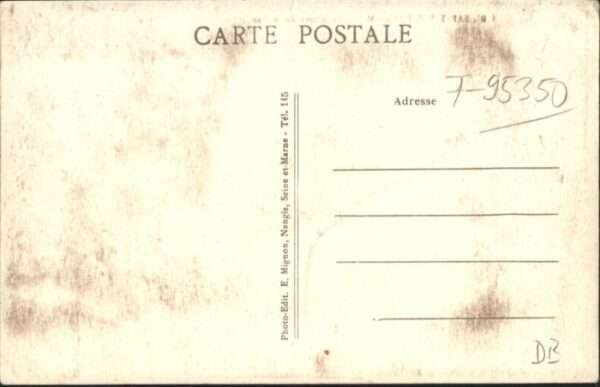 CARTE POSTALE
Photo-Edit. E. Mignon, Nangis, Seine-et-Marne - Tél. 145
Adresse
F-95350
DB